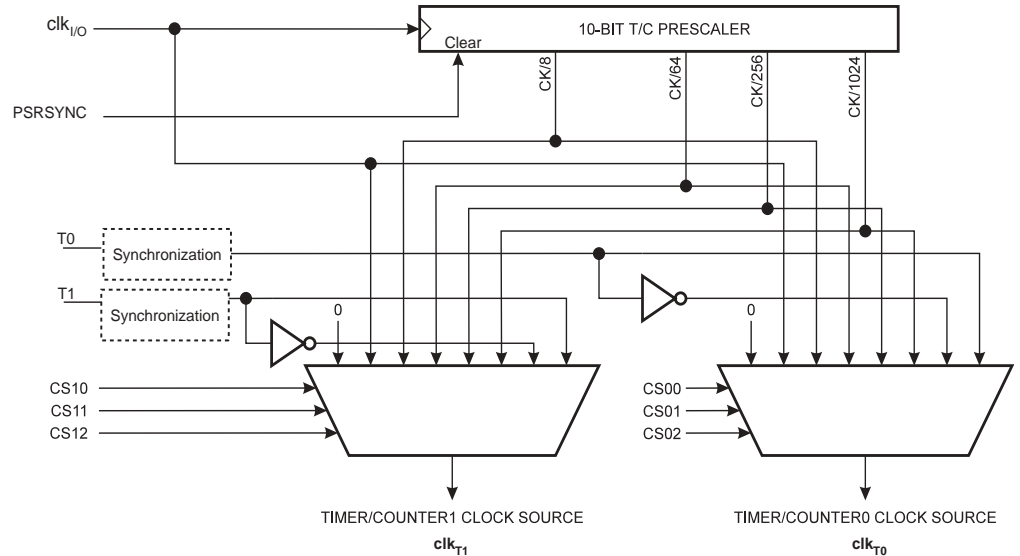 clkI/O
10-BIT T/C PRESCALER
Clear
PSRSYNC
CK/8
CK/64
CK/256
CK/1024
T0
Synchronization
T1
Synchronization
0
0
CS10
CS11
CS12
CS00
CS01
CS02
TIMER/COUNTER1 CLOCK SOURCE
clkT1
TIMER/COUNTER0 CLOCK SOURCE
clkT0